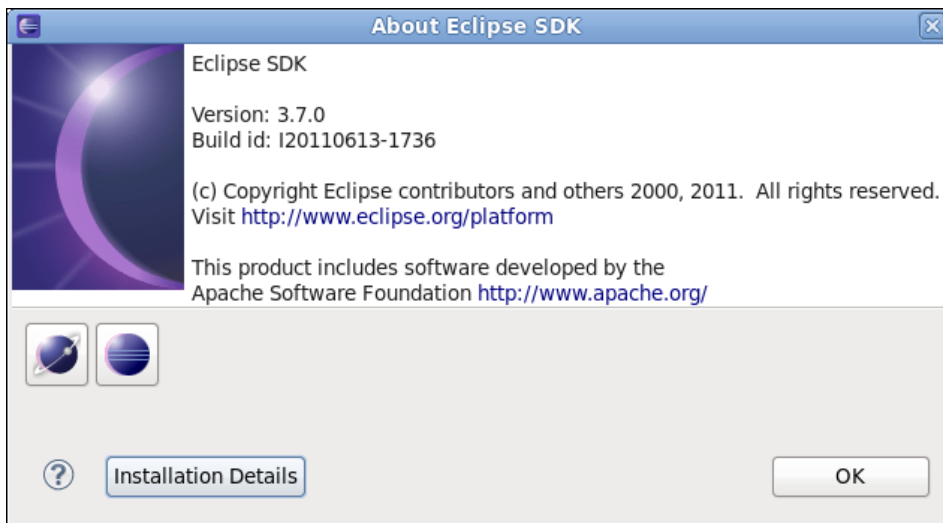 About Eclipse SDK
Eclipse SDK
Version: 3.7.0
Build id: I20110613-1736
(c) Copyright Eclipse contributors and others 2000, 2011.  All rights reserved.
Visit http://www.eclipse.org/platform
This product includes software developed by the
Apache Software Foundation http://www.apache.org/
?
Installation Details
OK